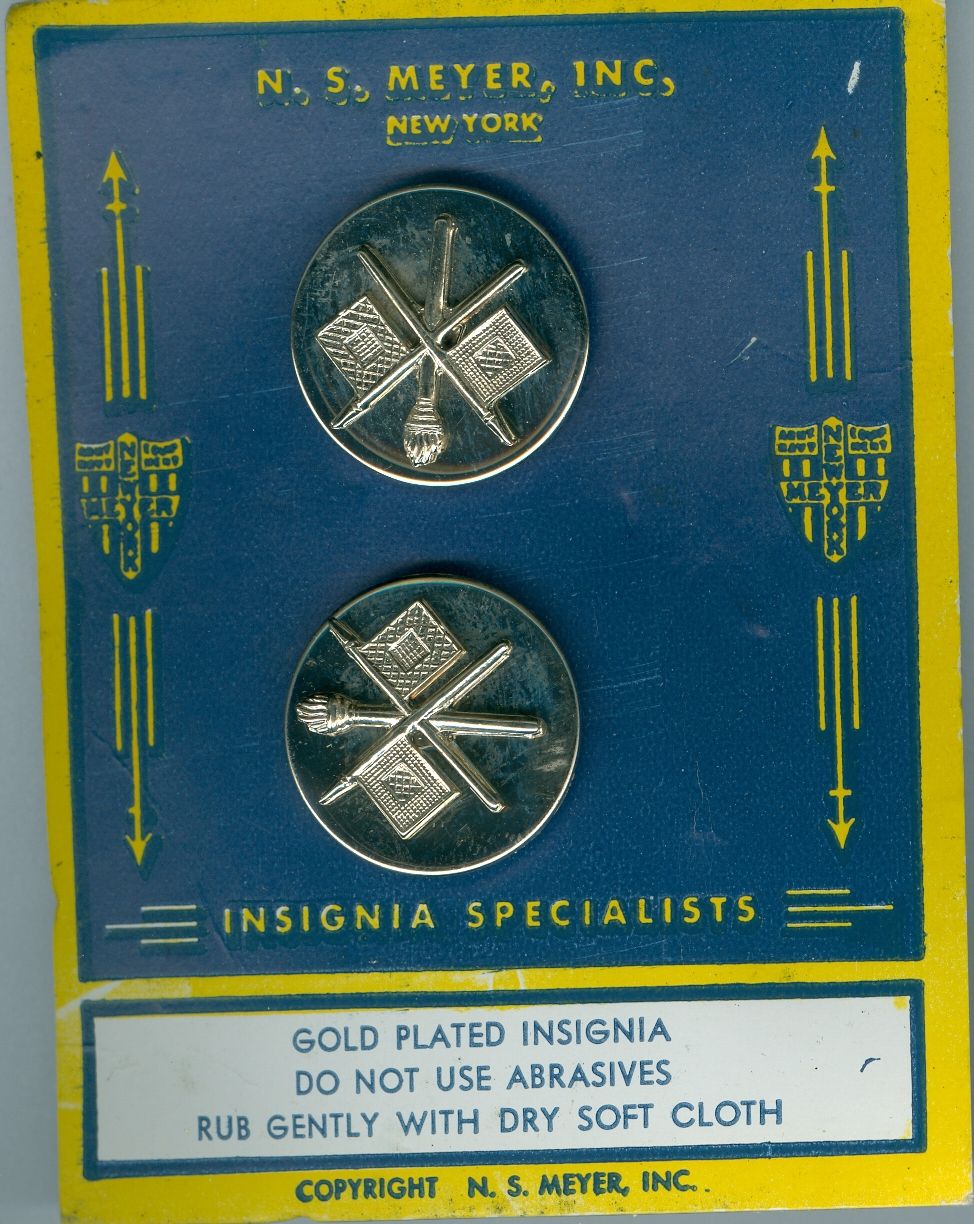 N. S. MEYER, INC,
NEW YORK
NEW YORK
MEYER
NEW YORK
MEYER
INSIGNIA SPECIALISTS
GOLD PLATED INSIGNIA
DO NOT USE ABRASIVES
RUB GENTLY WITH DRY SOFT CLOTH
COPYRIGHT N. S. MEYER, INC.